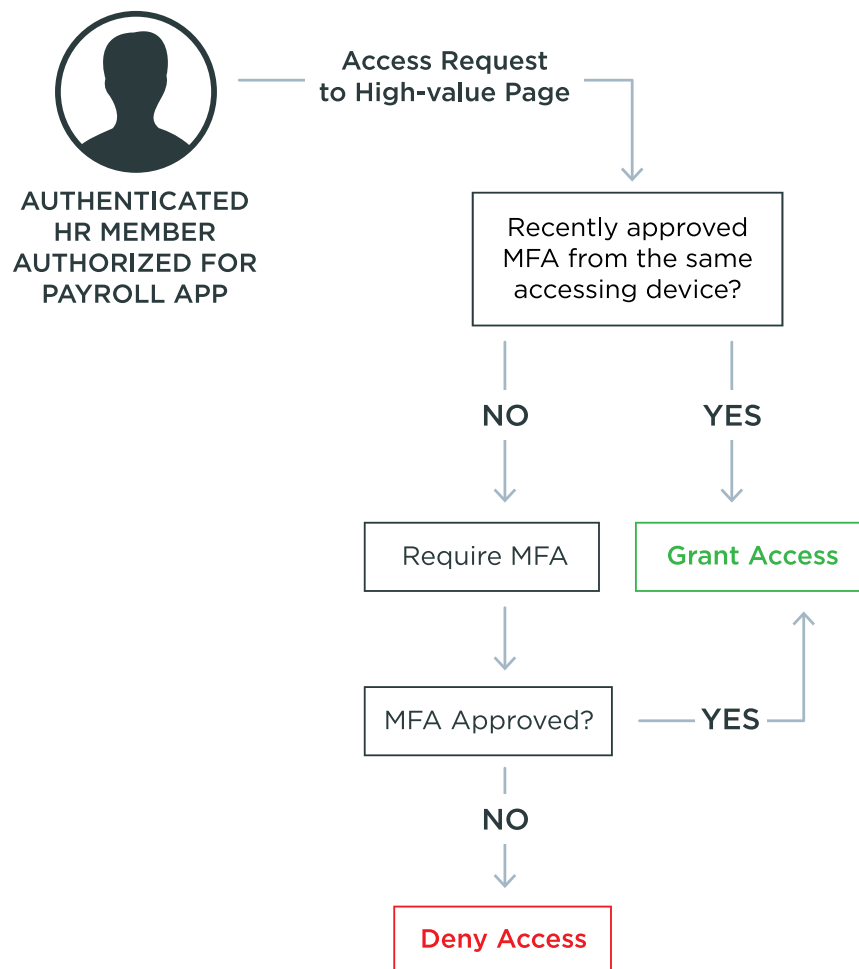 Access Request
to High-value Page
AUTHENTICATED
HR MEMBER
AUTHORIZED FOR
PAYROLL APP
Recently approved
MFA from the same
accessing device?
NO
YES
Require MFA
Grant Access
MFA Approved?
YES
NO
Deny Access